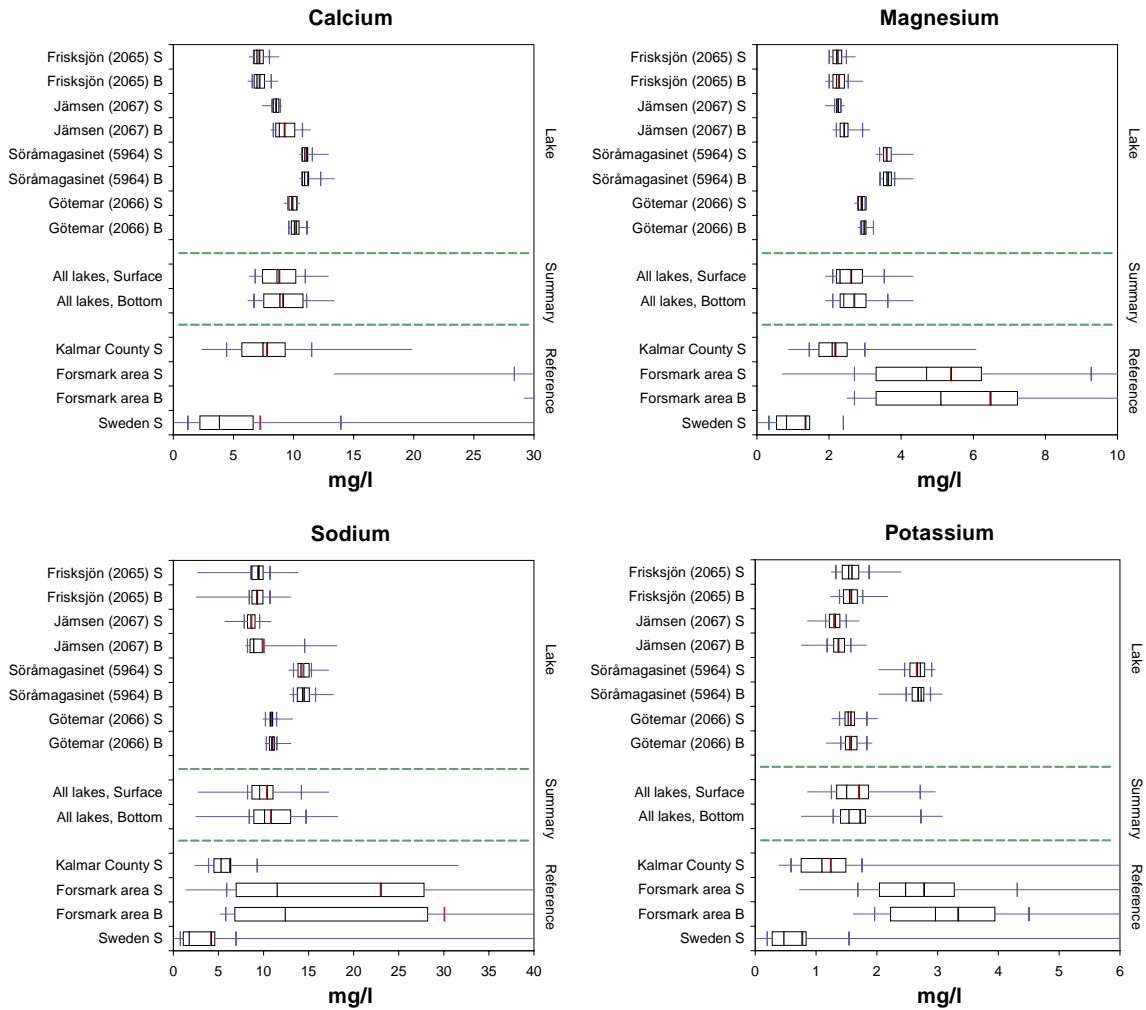 Calcium
Frisksjön (2065) S
Frisksjön (2065) B
Jämsen (2067) S
Jämsen (2067) B
Söråmagasinet (5964) S
Söråmagasinet (5964) B
Götemar (2066) S
Götemar (2066) B
All lakes, Surface
All lakes, Bottom
Kalmar County S
Forsmark area S
Forsmark area B
Sweden S
Lake
Summary
Reference
0 5 10 15 20 25 30
mg/l
Magnesium
Frisksjön (2065) S
Frisksjön (2065) B
Jämsen (2067) S
Jämsen (2067) B
Söråmagasinet (5964) S
Söråmagasinet (5964) B
Götemar (2066) S
Götemar (2066) B
All lakes, Surface
All lakes, Bottom
Kalmar County S
Forsmark area S
Forsmark area B
Sweden S
Lake
Summary
Reference
0 2 4 6 8 10
mg/l
Sodium
Frisksjön (2065) S
Frisksjön (2065) B
Jämsen (2067) S
Jämsen (2067) B
Söråmagasinet (5964) S
Söråmagasinet (5964) B
Götemar (2066) S
Götemar (2066) B
All lakes, Surface
All lakes, Bottom
Kalmar County S
Forsmark area S
Forsmark area B
Sweden S
Lake
Summary
Reference
0 5 10 15 20 25 30 35 40
mg/l
Potassium
Frisksjön (2065) S
Frisksjön (2065) B
Jämsen (2067) S
Jämsen (2067) B
Söråmagasinet (5964) S
Söråmagasinet (5964) B
Götemar (2066) S
Götemar (2066) B
All lakes, Surface
All lakes, Bottom
Kalmar County S
Forsmark area S
Forsmark area B
Sweden S
Lake
Summary
Reference
0 1 2 3 4 5 6
mg/l